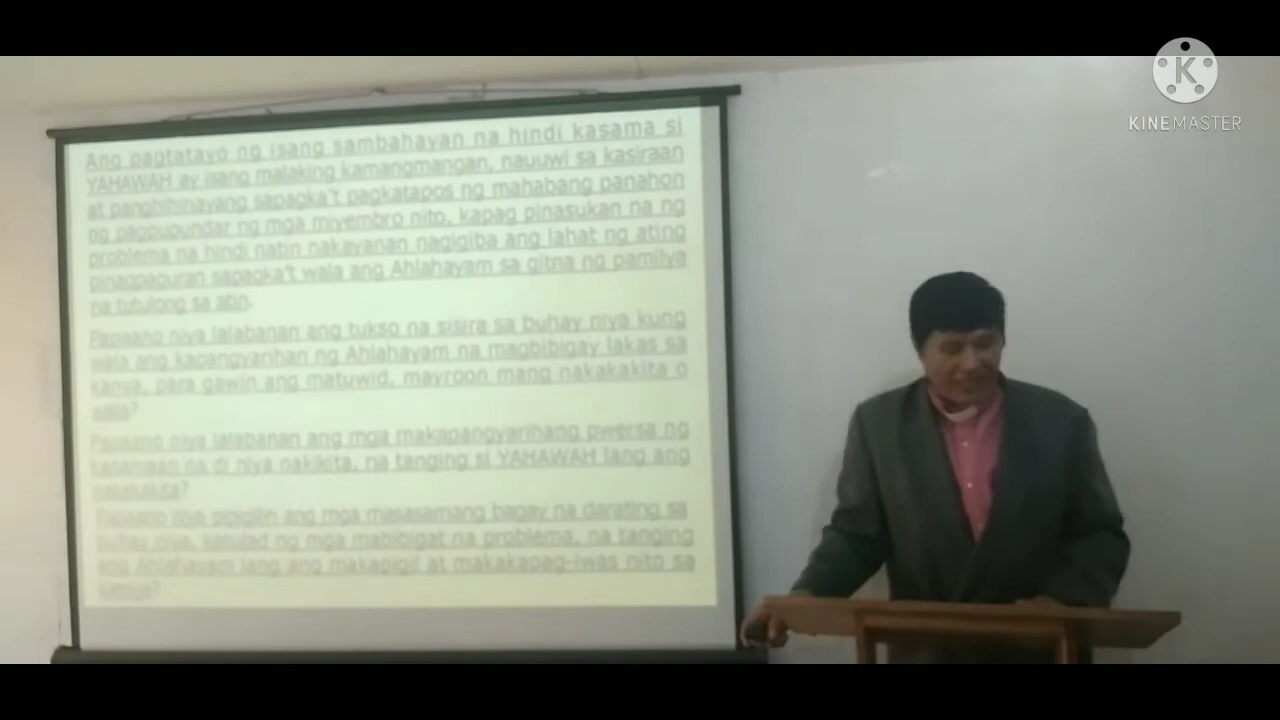 Ang pagtatayo ng isang sambahayan na hindi kasama si
YAHAWAH ay isang malaking kamangmangan, nauuwi sa kasiraan
at panghihinayang sapagka't pagkatapos ng mahabang panahon
ng pagpupundar ng mga miyembro nito, kapag pinasukan na ng
problema na hindi natin nakayanan nagigiba ang lahat ng ating
pinagpaguran sapagka't wala ang Ahlahayam sa gitna ng pamilya
na tutulong sa atin.
Papaano niya lalabanan ang tukso na sisira sa buhay niya kung
wala ang kapangyarihan ng Ahlahayam na magbibigay lakas sa
kanya, para gawin ang matuwid, mayroon mang nakakakita o
wala?
Papaano niya lalabanan ang mga makapangyarihang pwersa ng
kasamaan na di niya nakikita, na tanging si YAHAWAH lang ang
nakakakita?
Papaano niya pipigilin ang mga masasamang bagay na darating sa
buhay niya, katulad ng mga mabibigat na problema, na tanging
ang Ahlahayam lang ang makapigil at makakapag-iwas nito sa
kaniya?
KINEMASTER